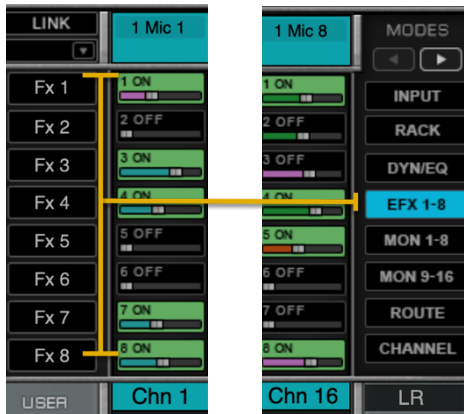 LINK
1 Mic 1
1 Mic 8
MODES
Fx 1
1 ON
1 ON
INPUT
Fx 2
2 OFF
2 OFF
RACK
Fx 3
3 ON
3 OFF
DYN/EQ
Fx 4
4 ON
4 ON
EFX 1-8
Fx 5
5 OFF
5 ON
MON 1-8
Fx 6
6 OFF
6 OFF
MON 9-16
Fx 7
7 ON
7 OFF
ROUTE
Fx 8
8 ON
8 ON
CHANNEL
USER
Chn 1
Chn 16
LR